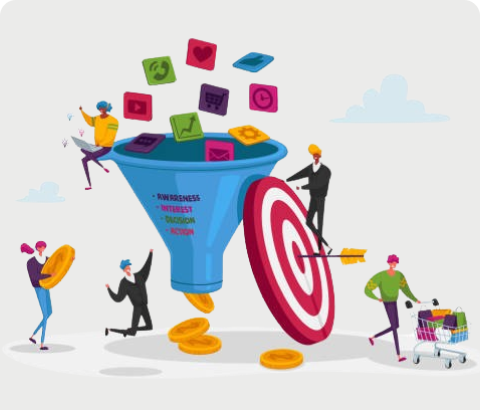 - AWARENESS
- INTEREST
- DECISION
- ACTION